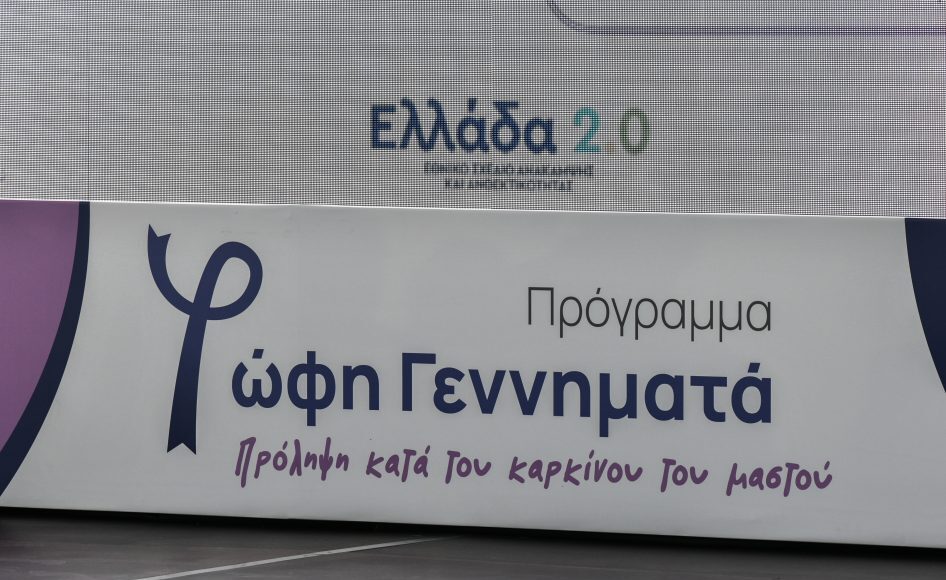 Ελλάδα 2.0
ΕΘΝΙΚΟ ΣΧΕΔΙΟ ΑΝΑΚΑΜΨΗΣ
ΚΑΙ ΑΝΘΕΚΤΙΚΟΤΗΤΑΣ
Πρόγραμμα
φώφη Γεννηματά
Πρόληψη κατά του καρκίνου του μαστού